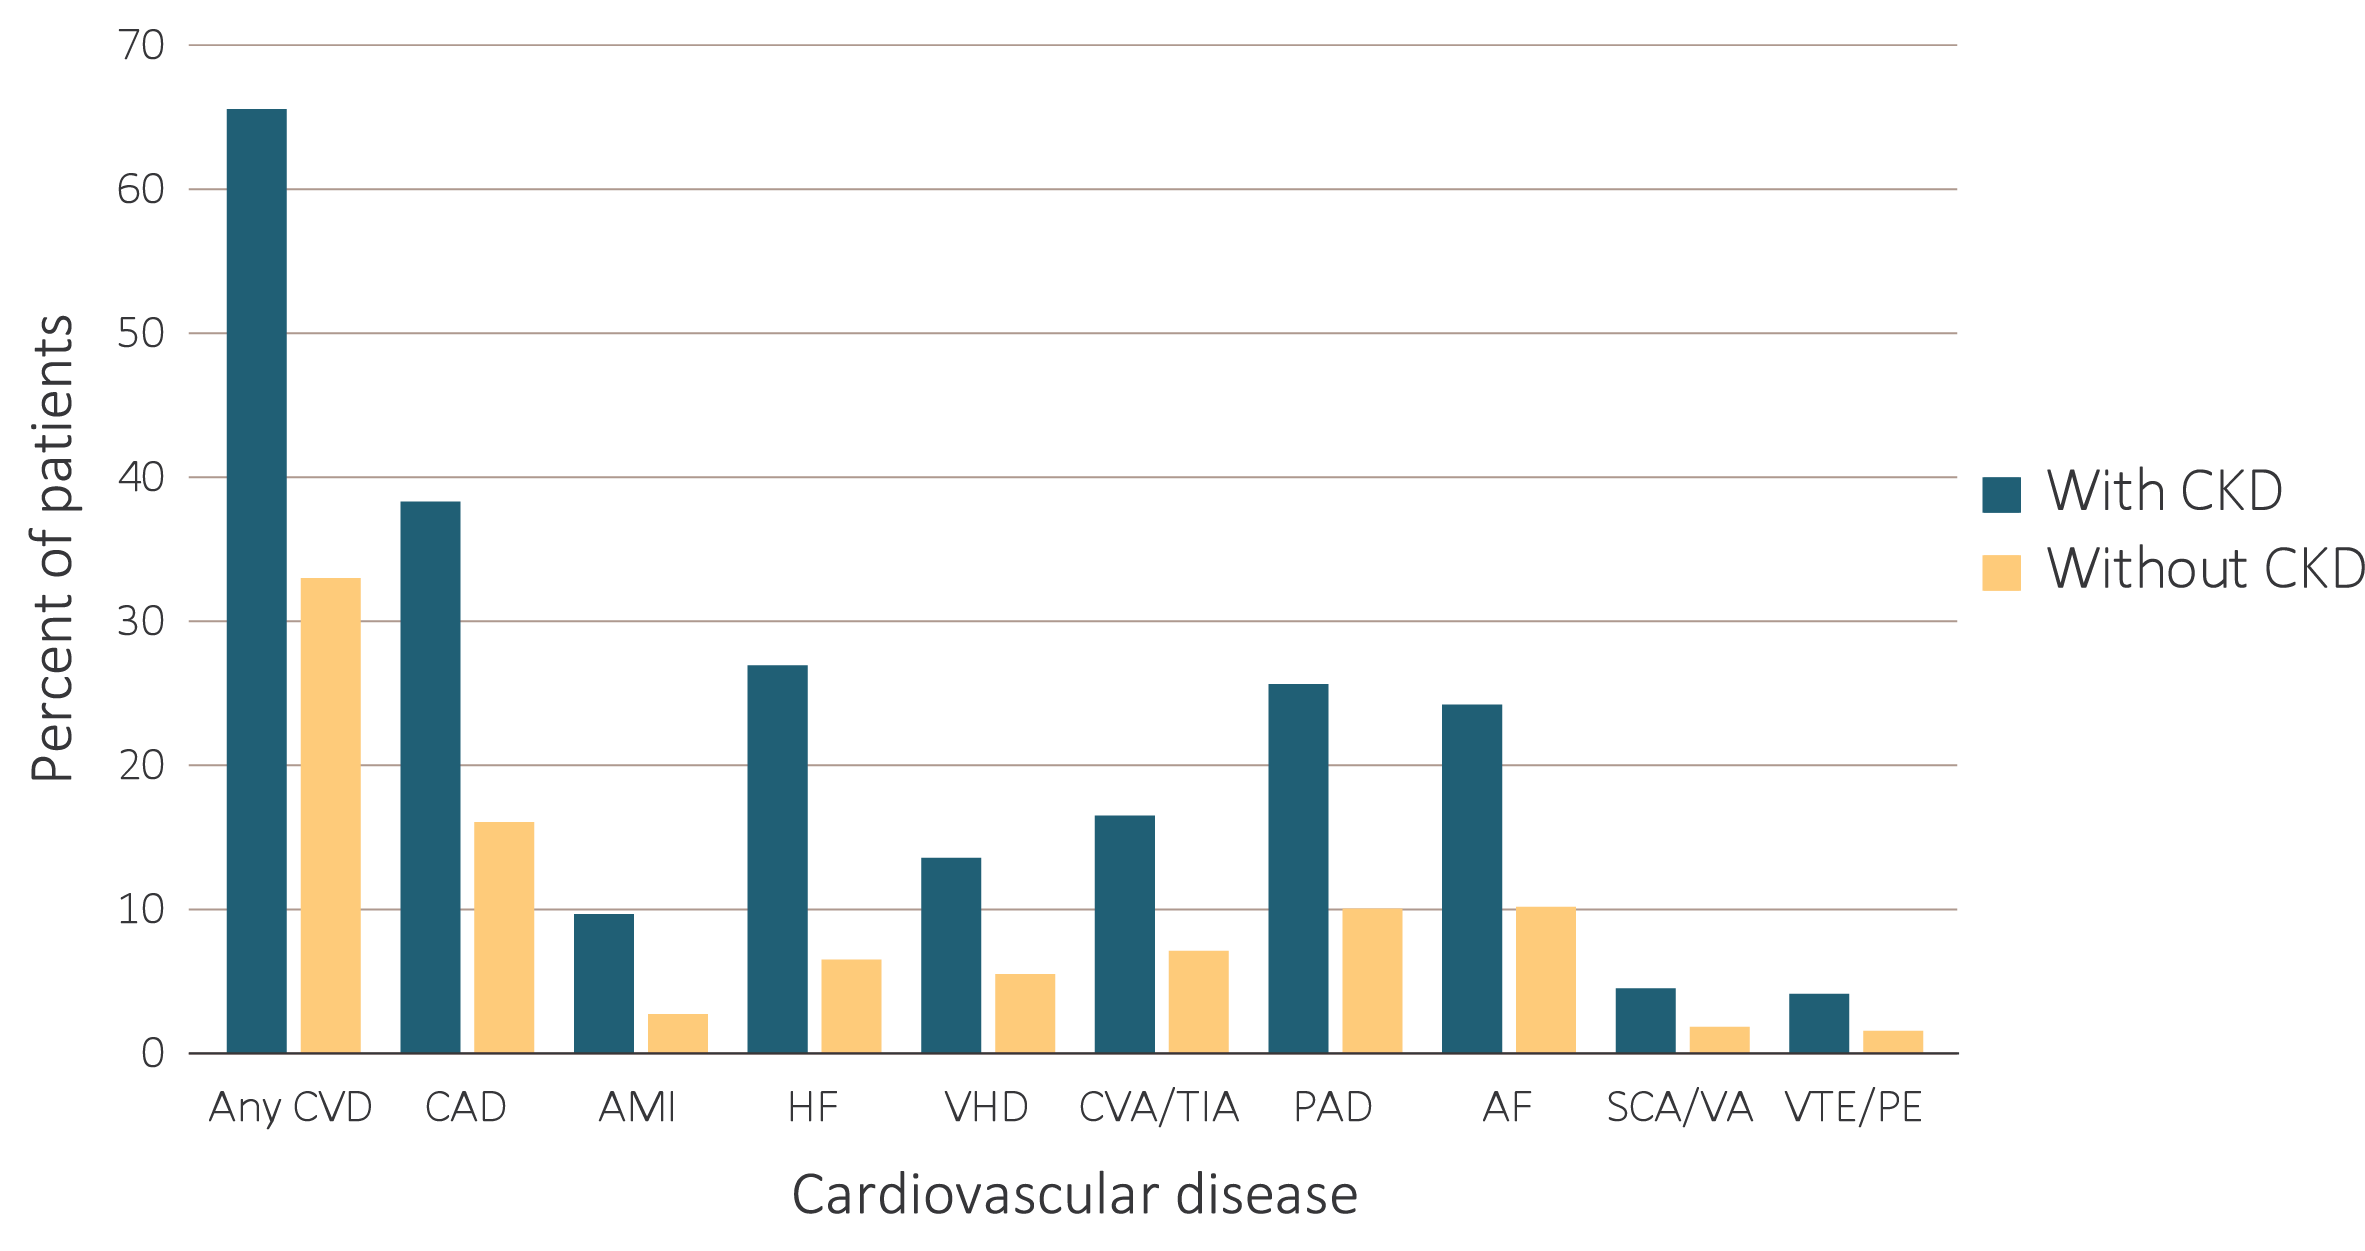 70
60
50
40
30
20
10
0
Percent of patients
Any CVD
CAD
AMI
HF
VHD
CVA/TIA
PAD
AF
SCA/VA
VTE/PE
Cardiovascular disease
With CKD
Without CKD